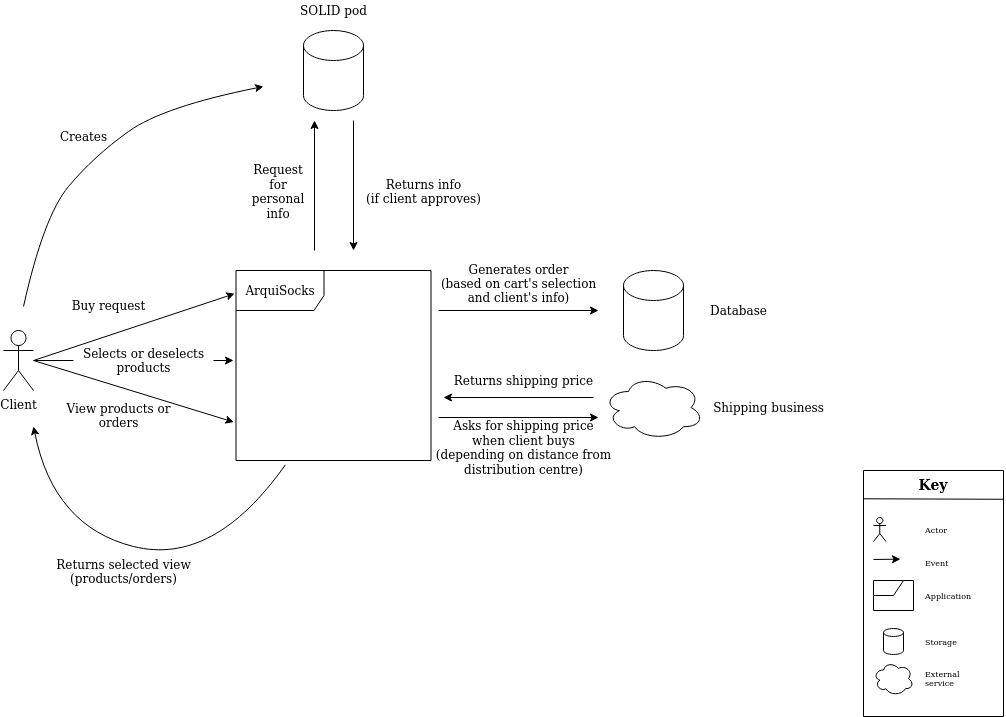 SOLID pod
Creates
Request
for
personal
info
Returns info
(if client approves)
ArquiSocks
Generates order
(based on cart's selection
and client's info)
Database
Buy request
Selects or deselects
products
View products or
orders
Client
Returns shipping price
Shipping business
Asks for shipping price
when client buys
(depending on distance from
distribution centre)
Returns selected view
(products/orders)
Key
Actor
Event
Application
Storage
External
service